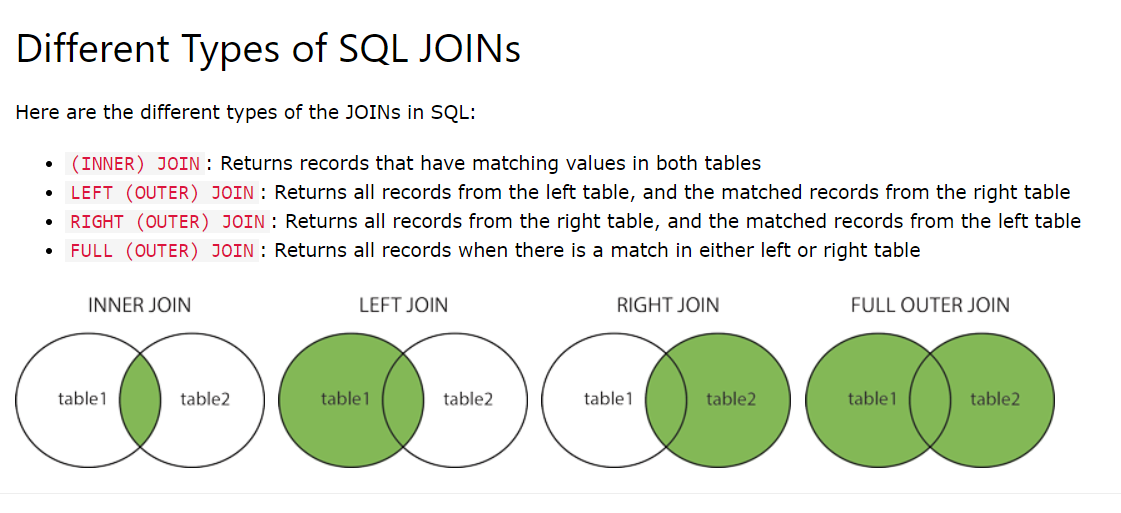 Different Types of SQL JOINs
Here are the different types of the JOINs in SQL:
(INNER) JOIN: Returns records that have matching values in both tables
LEFT (OUTER) JOIN: Returns all records from the left table, and the matched records from the right table
RIGHT (OUTER) JOIN: Returns all records from the right table, and the matched records from the left table
FULL (OUTER) JOIN: Returns all records when there is a match in either left or right table
INNER JOIN LEFT JOIN RIGHT JOIN FULL OUTER JOIN
table1 table2 table1 table2 table1 table2 table1 table2